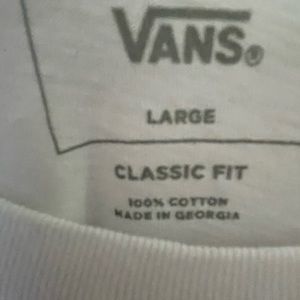 VANS®
LARGE
CLASSIC FIT
100% COTTON
MADE IN GEORGIA